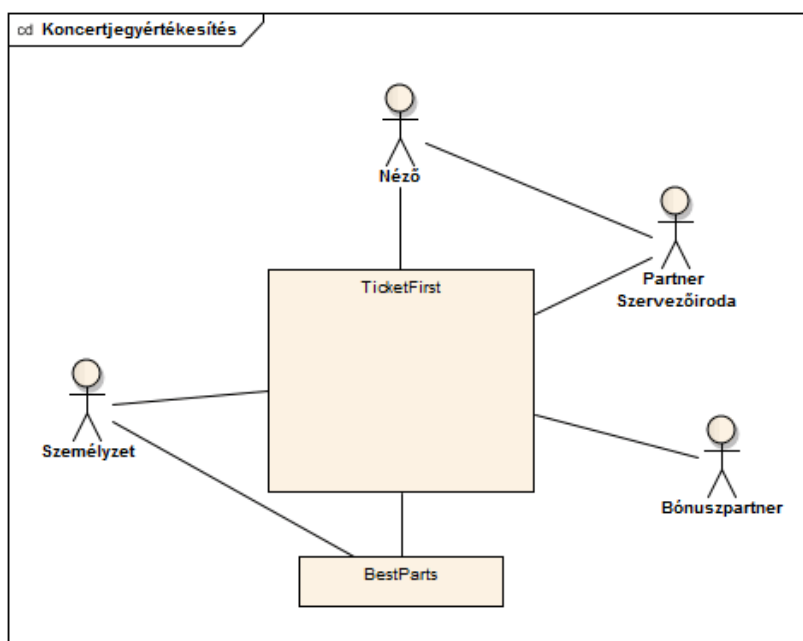 cd Koncertjegyértékesítés
Néző
TicketFirst
Partner
Szervezőiroda
Személyzet
Bónuszpartner
BestParts